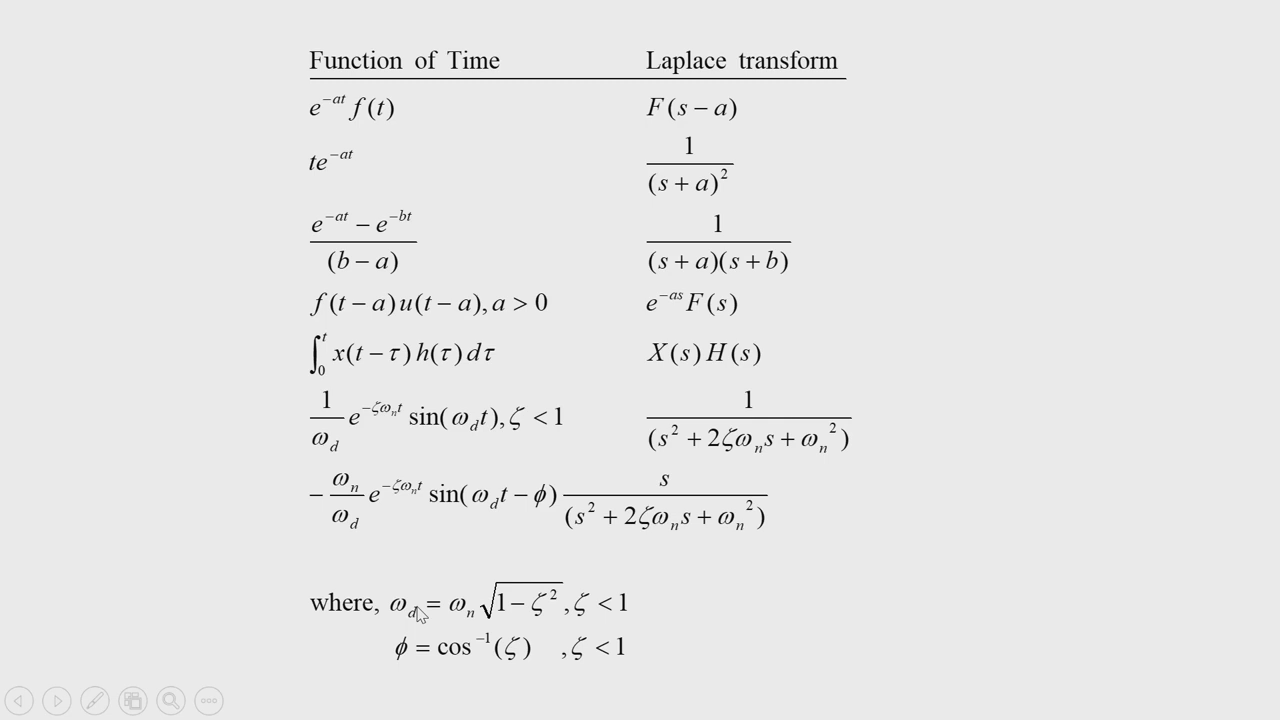 Function of Time Laplace transform
e^{-at} f(t) F(s − a)
te^{-at} 1/(s + a)^2
(e^{-at} − e^{-bt})/(b − a) 1/((s + a)(s + b))
f(t − a)u(t − a), a > 0 e^{-as}F(s)
∫_0^t x(t − τ)h(τ)dτ X(s)H(s)
1/ω_d e^{-ζω_n t} sin(ω_d t), ζ < 1 1/(s^2 + 2ζω_n s + ω_n^2)
− ω_n/ω_d e^{-ζω_n t} sin(ω_d t − ϕ) s/(s^2 + 2ζω_n s + ω_n^2)
where, ω_d = ω_n √(1 − ζ^2), ζ < 1
ϕ = cos^{-1}(ζ) , ζ < 1